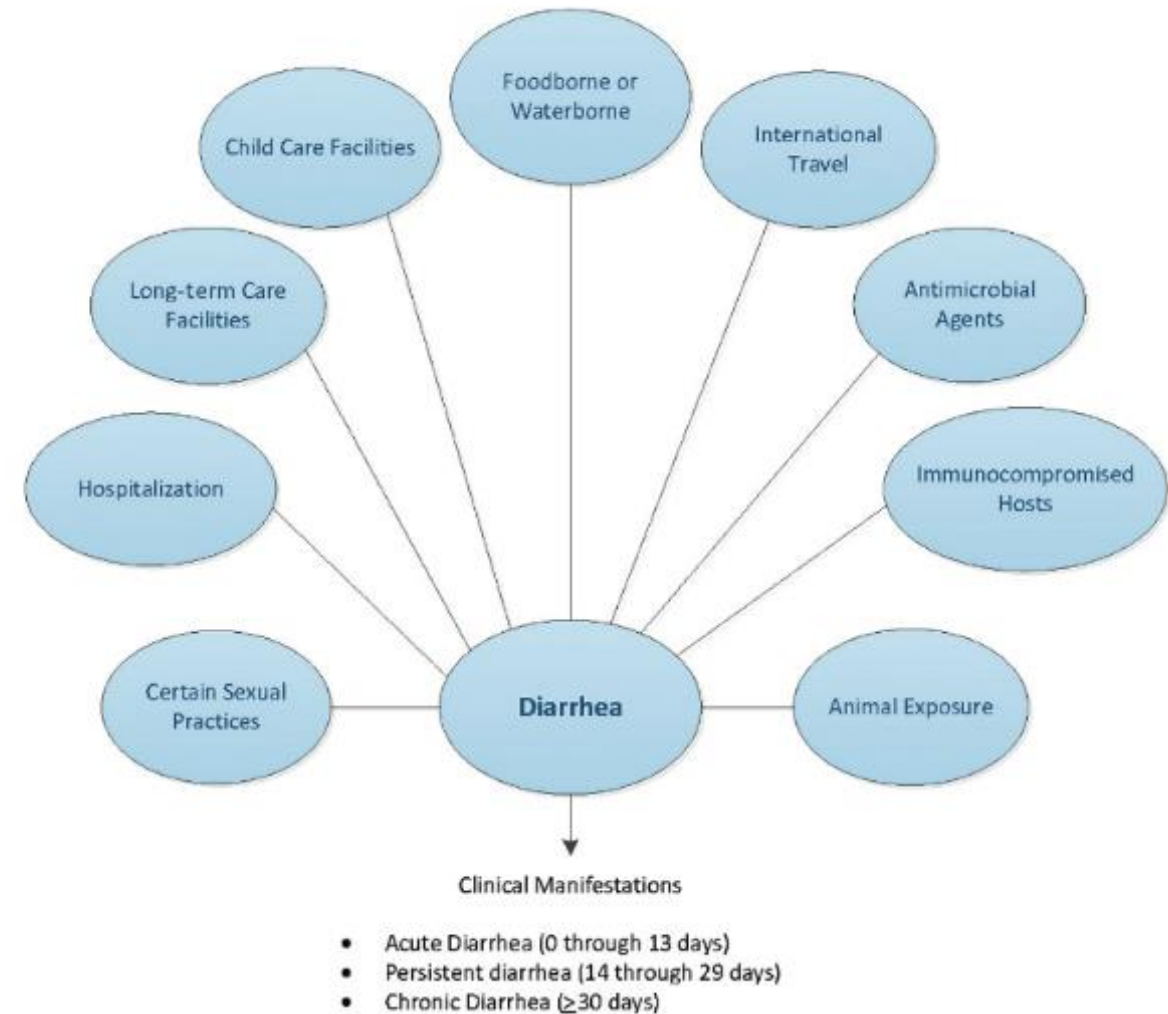 Foodborne or
Waterborne
Child Care Facilities
International
Travel
Long-term Care
Facilities
Antimicrobial
Agents
Hospitalization
Immunocompromised
Hosts
Certain Sexual
Practices
Diarrhea
Animal Exposure
Clinical Manifestations
• Acute Diarrhea (0 through 13 days)
• Persistent diarrhea (14 through 29 days)
• Chronic Diarrhea (≥30 days)